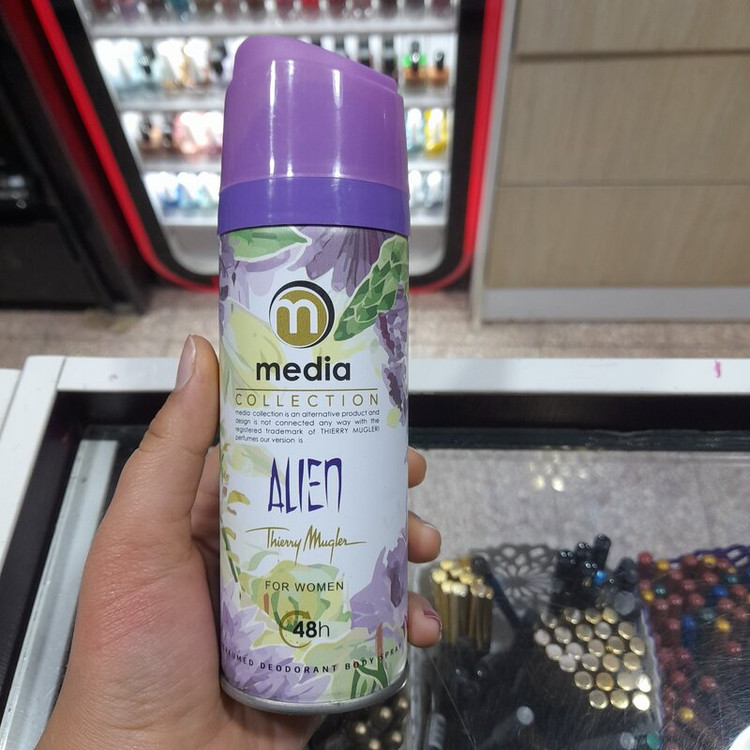 m
media
COLLECTION
media collection is an alternative product and
design is not connected any way with the
registered trademark of THIERRY MUGLER!
perfumes our version is
ALIEN
Thierry Mugler
FOR WOMEN
48h
DEODORANT BODY SPRAY